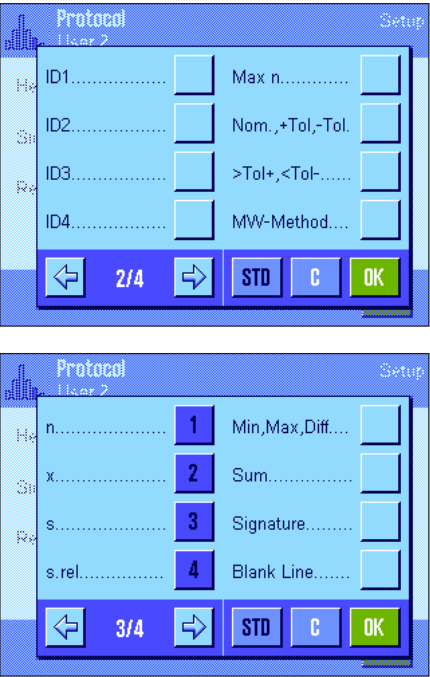 Protocol Setup
User 2
ID1................. Max n.............
ID2................. Nom.,+Tol,-Tol.
ID3................. >Tol+,<Tol-......
ID4................. MW-Method....
2/4 STD C OK
Protocol Setup
User 2
n.................... 1 Min,Max,Diff....
x.................... 2 Sum...............
s.................... 3 Signature.........
s.rel............... 4 Blank Line.......
3/4 STD C OK